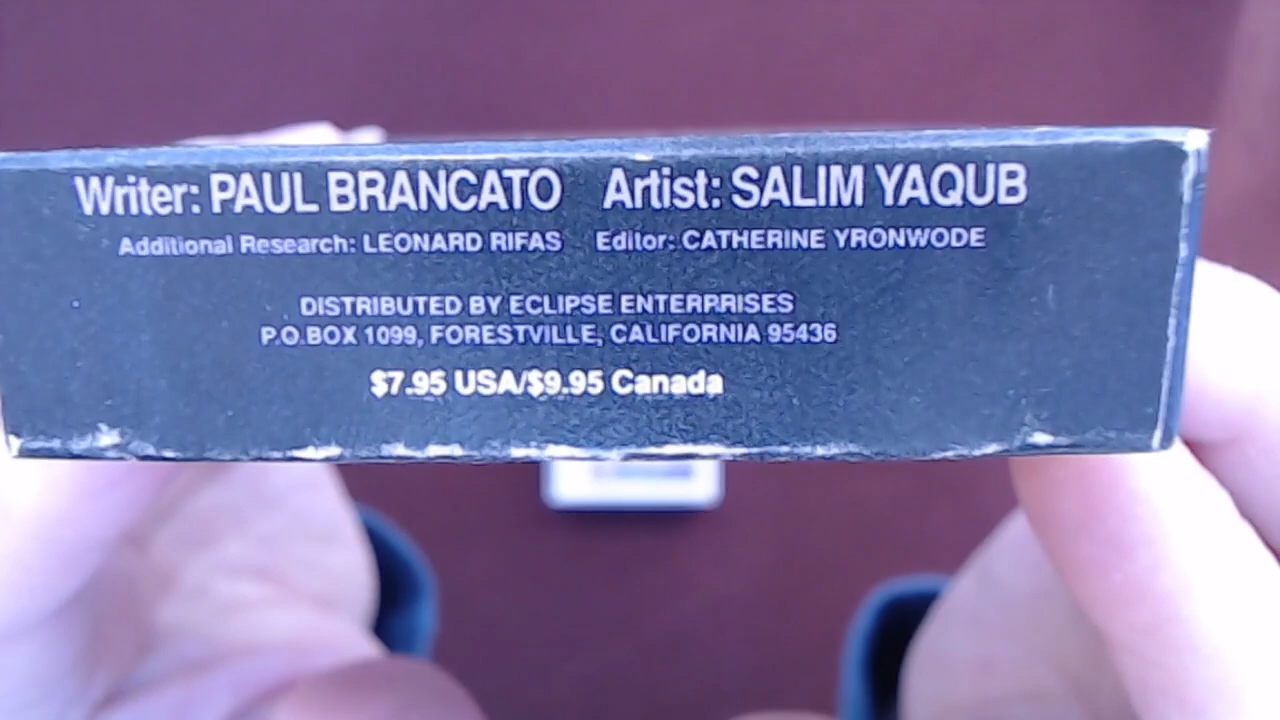 Writer: PAUL BRANCATO Artist: SALIM YAQUB
Additional Research: LEONARD RIFAS Editor: CATHERINE YRONWODE
DISTRIBUTED BY ECLIPSE ENTERPRISES
P.O.BOX 1099, FORESTVILLE, CALIFORNIA 95436
$7.95 USA/$9.95 Canada